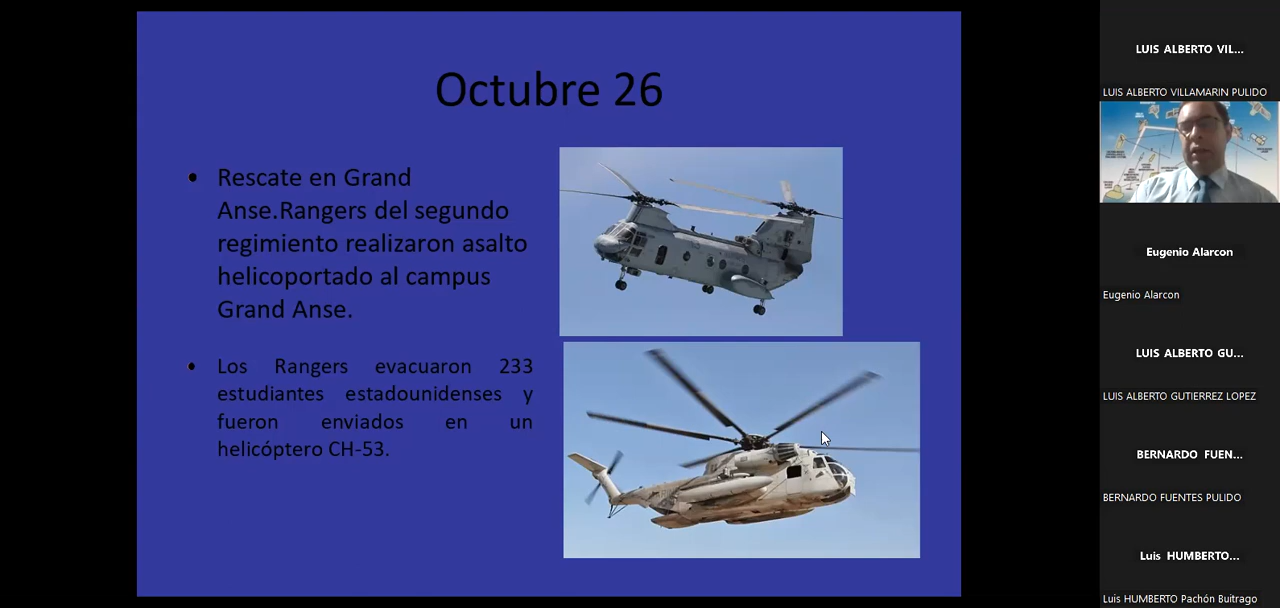 Octubre 26
• Rescate en Grand
Anse.Rangers del segundo
regimiento realizaron asalto
helicoportado al campus
Grand Anse.
• Los Rangers evacuaron 233
estudiantes estadounidenses y
fueron enviados en un
helicóptero CH-53.
LUIS ALBERTO VIL...
LUIS ALBERTO VILLAMARIN PULIDO
Eugenio Alarcon
Eugenio Alarcon
LUIS ALBERTO GU...
LUIS ALBERTO GUTIERREZ LOPEZ
BERNARDO FUEN...
BERNARDO FUENTES PULIDO
Luis HUMBERTO...
Luis HUMBERTO Pachón Buitrago